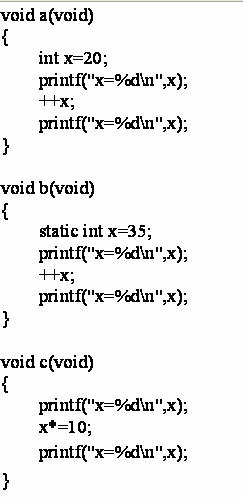 void a(void)
{
int x=20;
printf("x=%d\n",x);
++x;
printf("x=%d\n",x);
}
void b(void)
{
static int x=35;
printf("x=%d\n",x);
++x;
printf("x=%d\n",x);
}
void c(void)
{
printf("x=%d\n",x);
x*=10;
printf("x=%d\n",x);
}